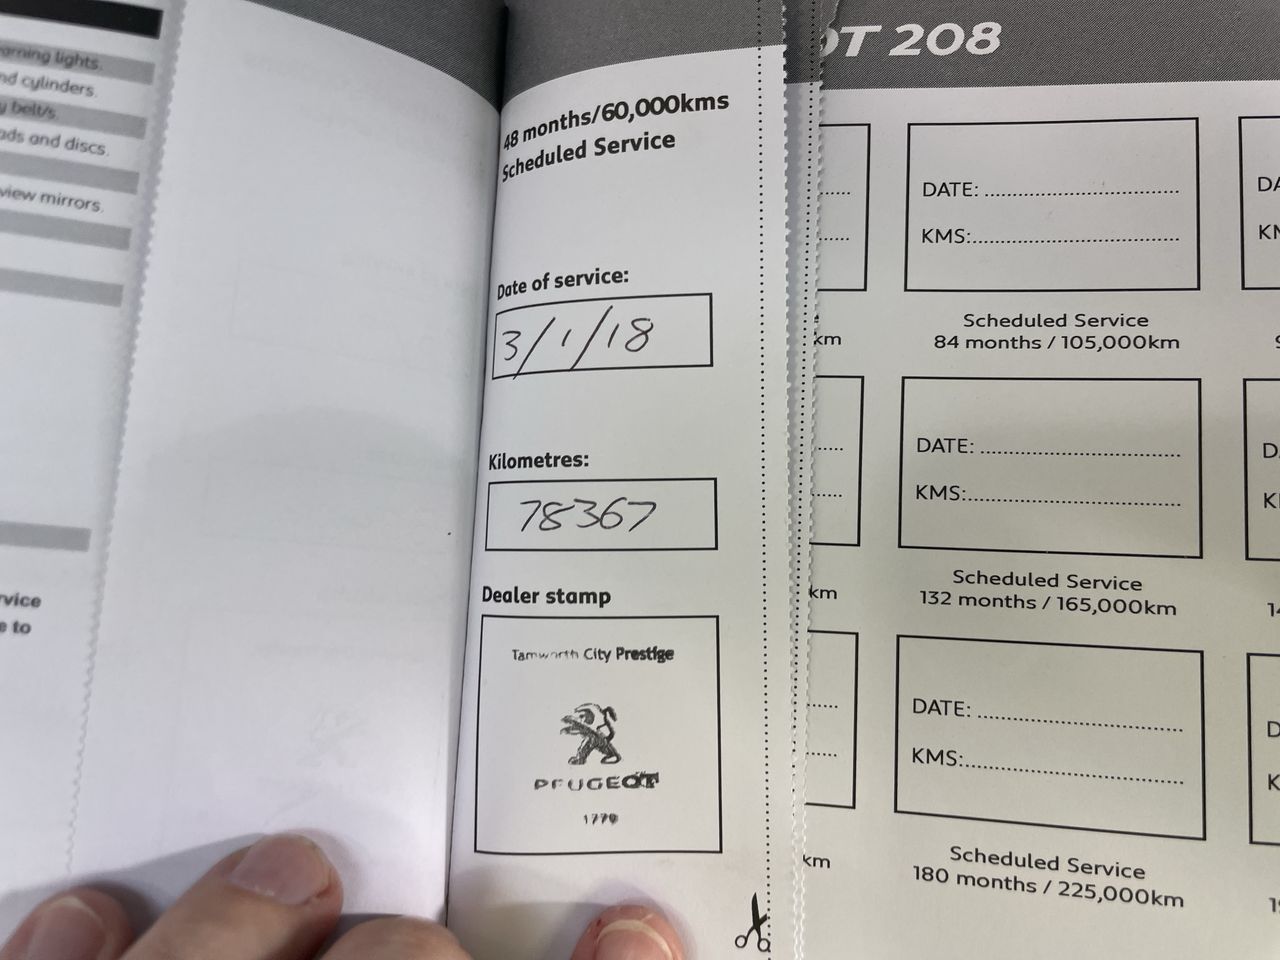 arning lights.
nd cylinders.
y belt/s.
ads and discs.
view mirrors.
rvice
e to
48 months/60,000kms
Scheduled Service
Date of service:
3/1/18
Kilometres:
78367
Dealer stamp
Tamworth City Prestige
PEUGEOT
OT 208
DATE:
KMS:
km
Scheduled Service
84 months / 105,000km
DATE:
KMS:
km
Scheduled Service
132 months / 165,000km
DATE:
KMS:
km
Scheduled Service
180 months / 225,000km